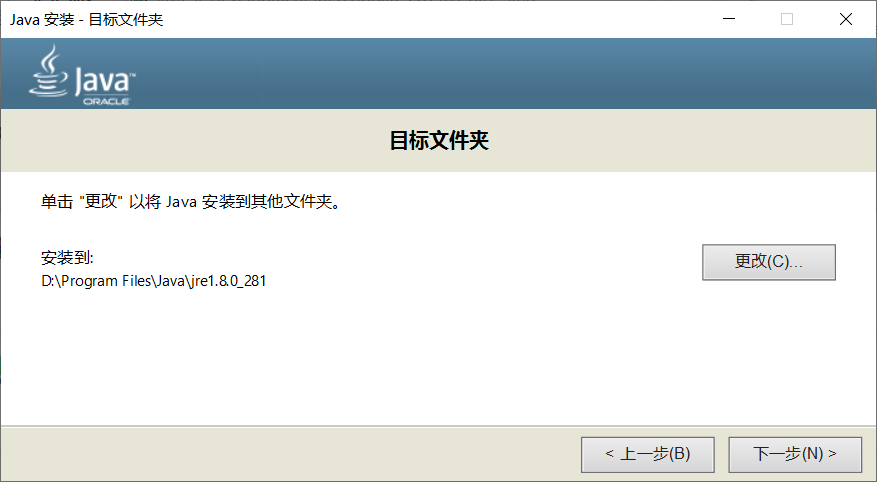 Java 安装 - 目标文件夹
Java™
ORACLE
目标文件夹
单击 "更改" 以将 Java 安装到其他文件夹。
安装到:
更改(C)...
D:\Program Files\Java\jre1.8.0_281
< 上一步(B)
下一步(N) >